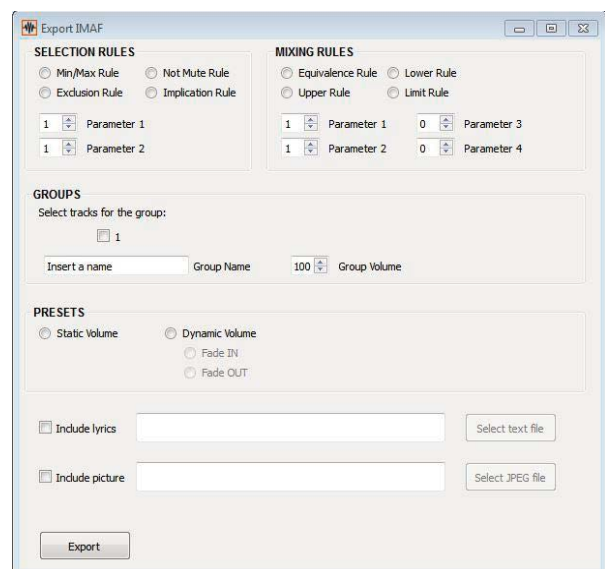 Export IMAF
SELECTION RULES
Min/Max Rule Not Mute Rule
Exclusion Rule Implication Rule
1 Parameter 1
1 Parameter 2
MIXING RULES
Equivalence Rule Lower Rule
Upper Rule Limit Rule
1 Parameter 1 0 Parameter 3
1 Parameter 2 0 Parameter 4
GROUPS
Select tracks for the group:
1
Insert a name Group Name 100 Group Volume
PRESETS
Static Volume Dynamic Volume
Fade IN
Fade OUT
Include lyrics Select text file
Include picture Select JPEG file
Export